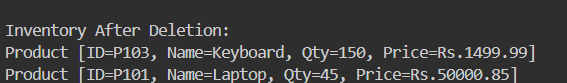 Inventory After Deletion:
Product [ID=P103, Name=Keyboard, Qty=150, Price=Rs.1499.99]
Product [ID=P101, Name=Laptop, Qty=45, Price=Rs.50000.85]